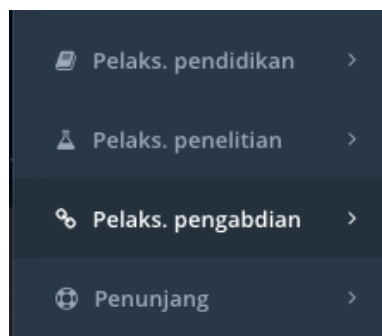 Pelaks. pendidikan
Pelaks. penelitian
Pelaks. pengabdian
Penunjang